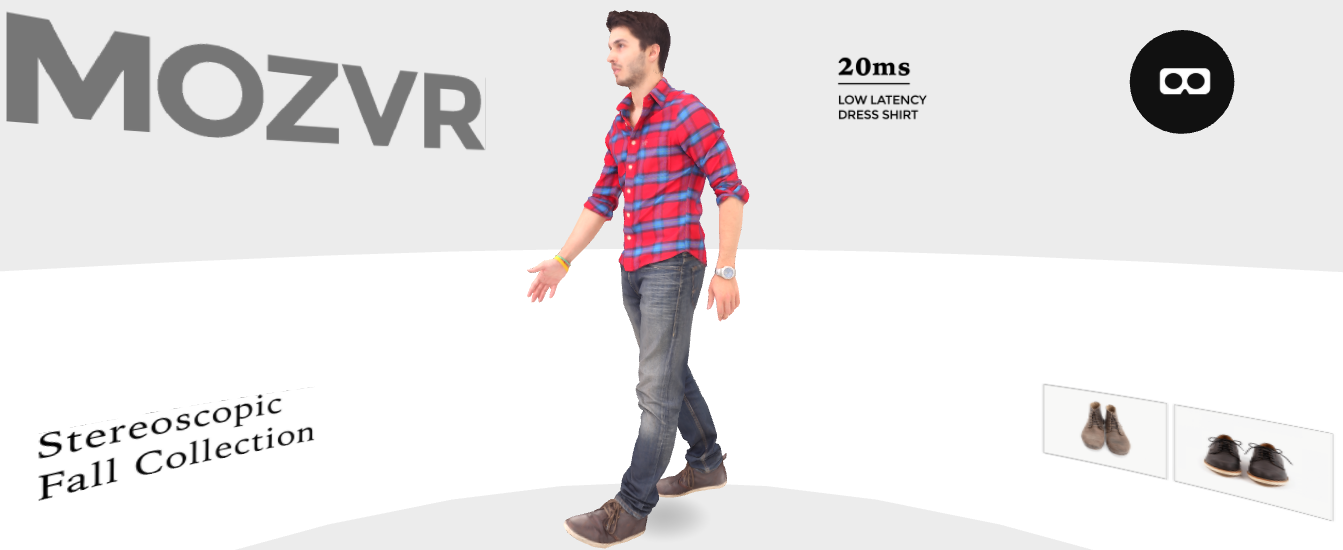 MOZVR
20ms
LOW LATENCY
DRESS SHIRT
Stereoscopic
Fall Collection